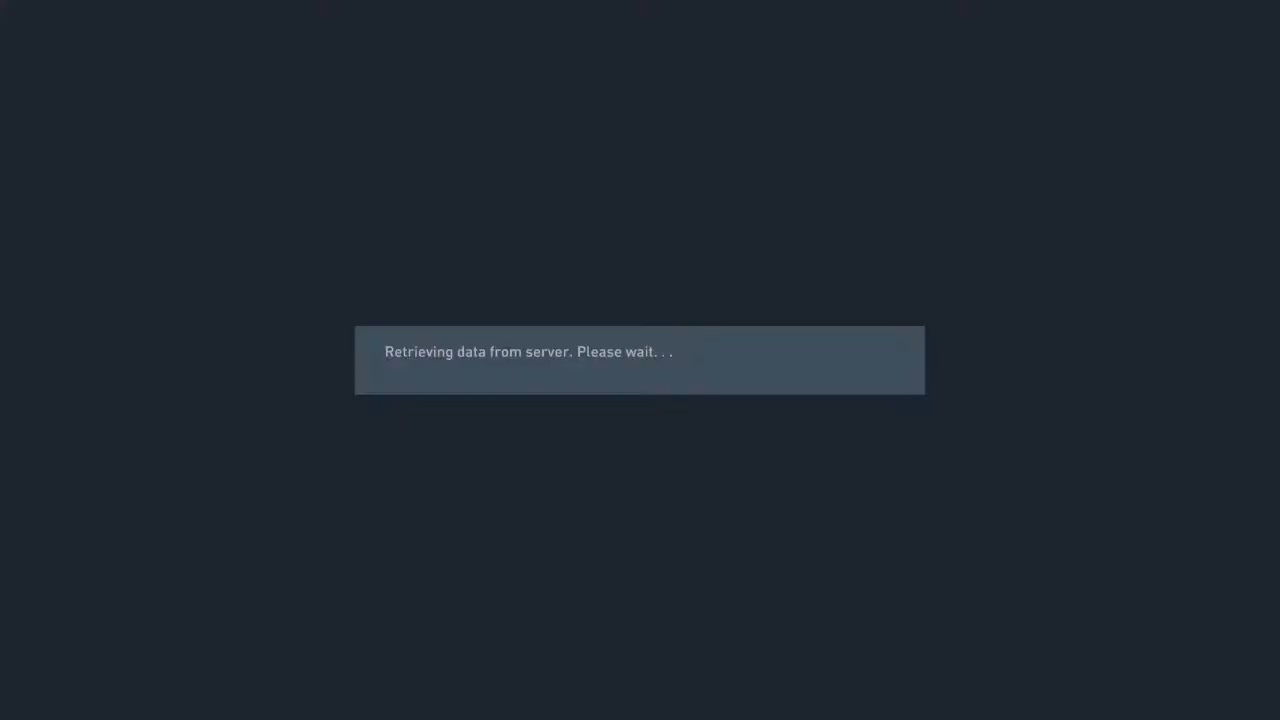 Retrieving data from server. Please wait. . .